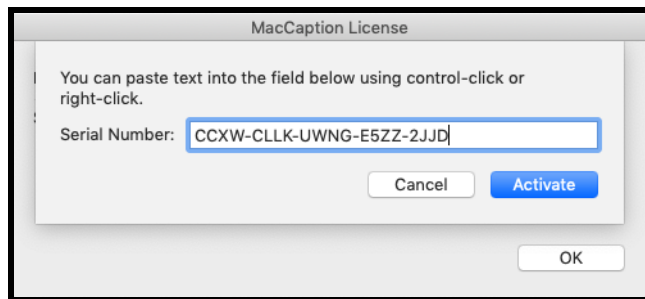 MacCaption License
You can paste text into the field below using control-click or
right-click.
Serial Number: CCXW-CLLK-UWNG-E5ZZ-2JJD
Cancel Activate
OK